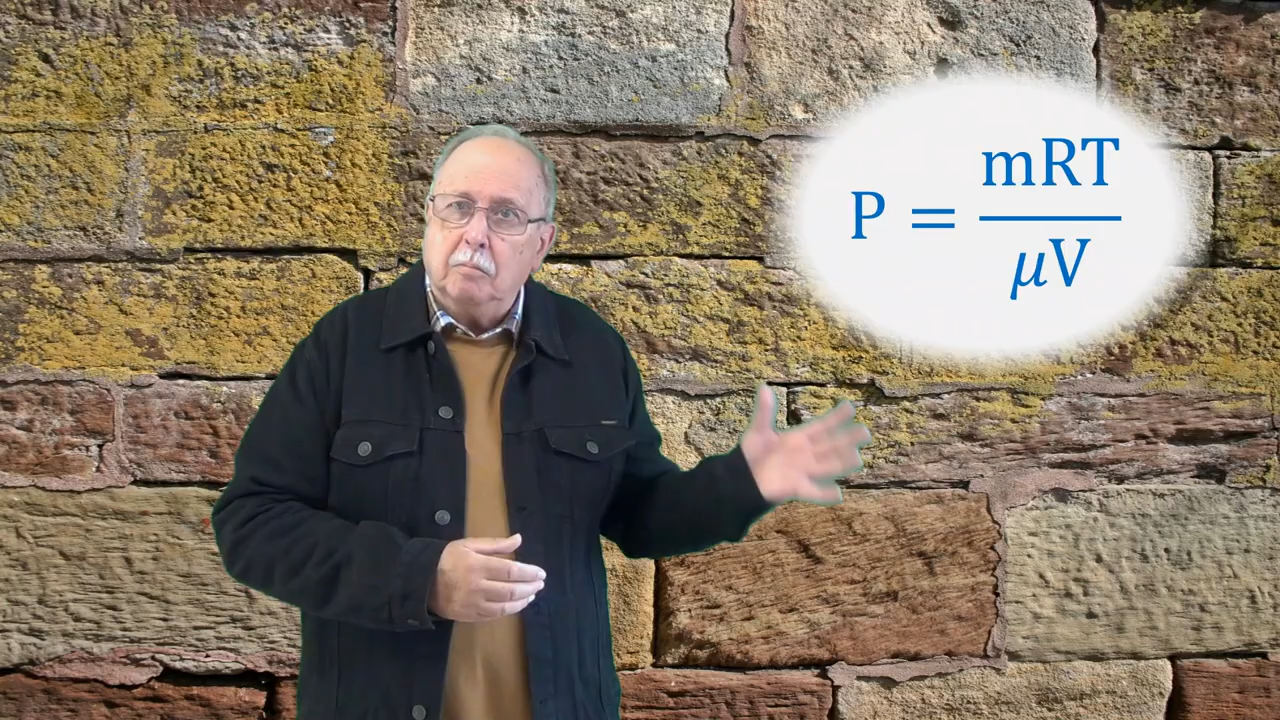 P = mRT
μV